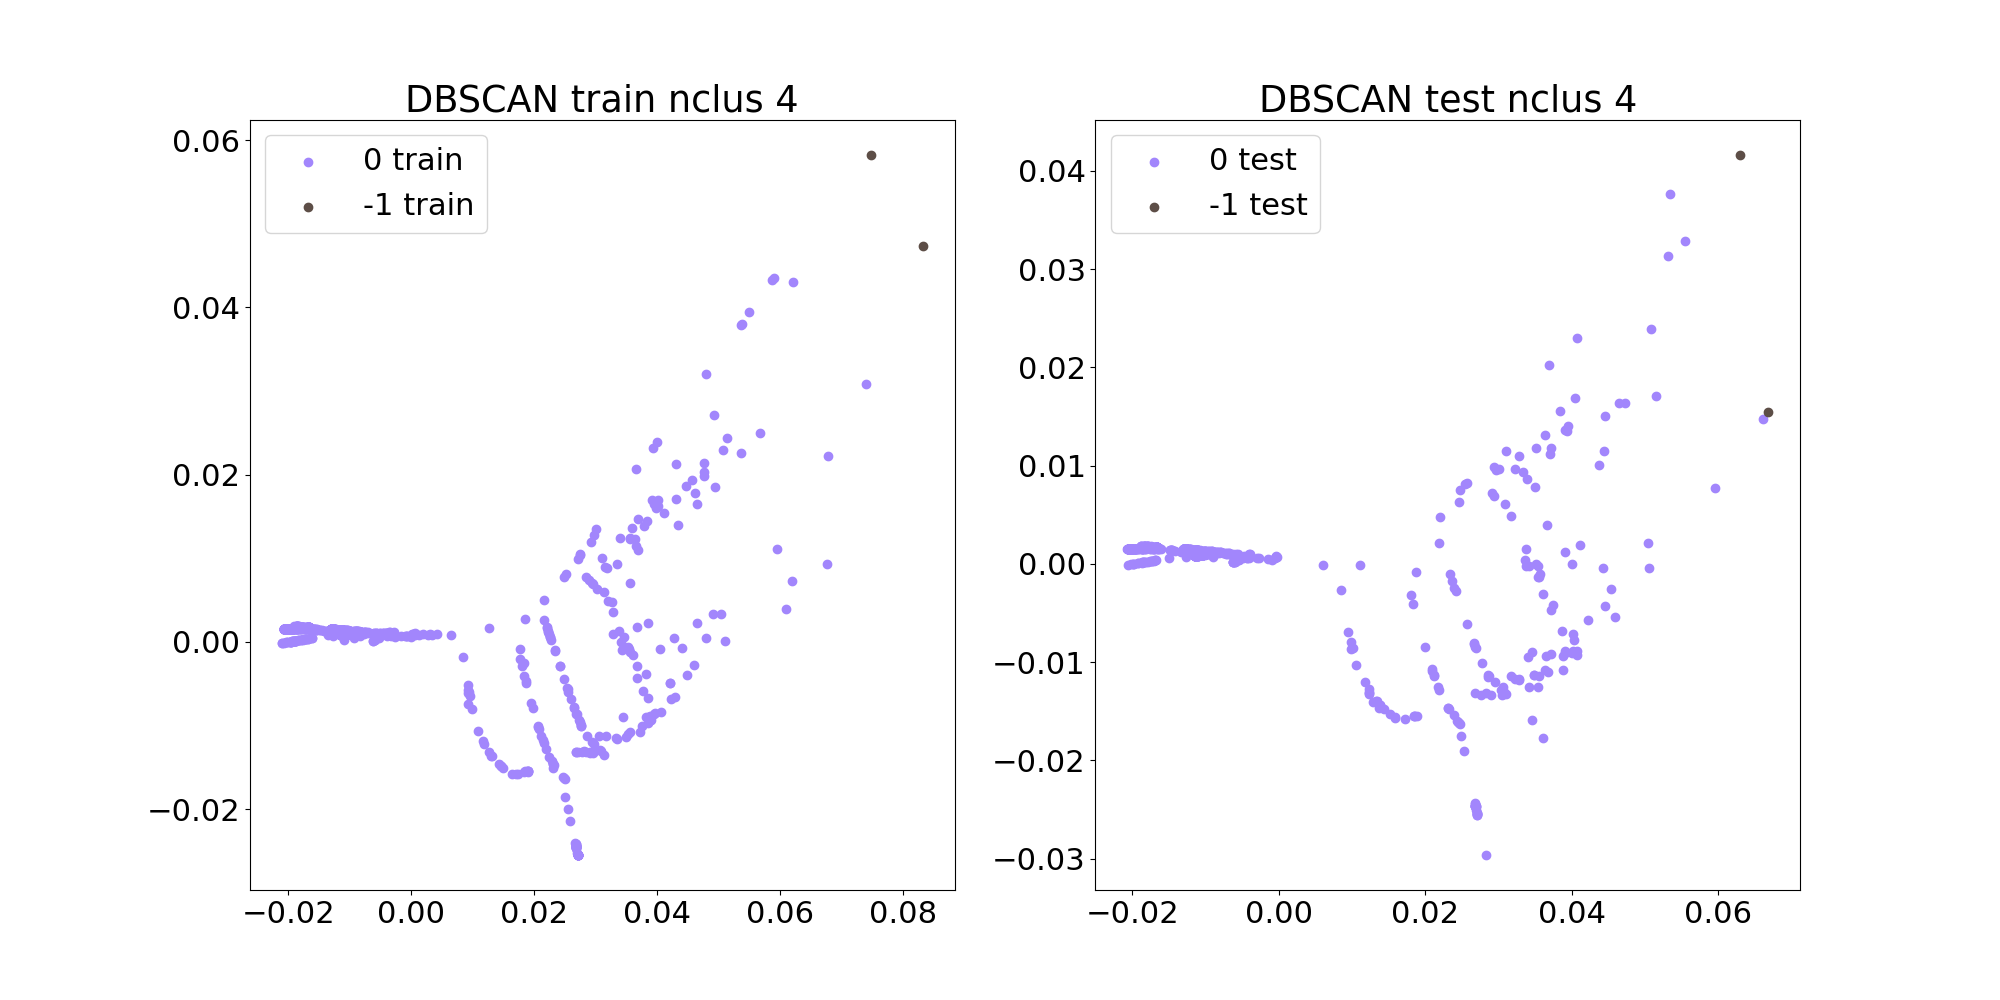 DBSCAN train nclus 4
0 train
-1 train
0.06
0.04
0.02
0.00
−0.02
−0.02 0.00 0.02 0.04 0.06 0.08
DBSCAN test nclus 4
0 test
-1 test
0.04
0.03
0.02
0.01
0.00
−0.01
−0.02
−0.03
−0.02 0.00 0.02 0.04 0.06